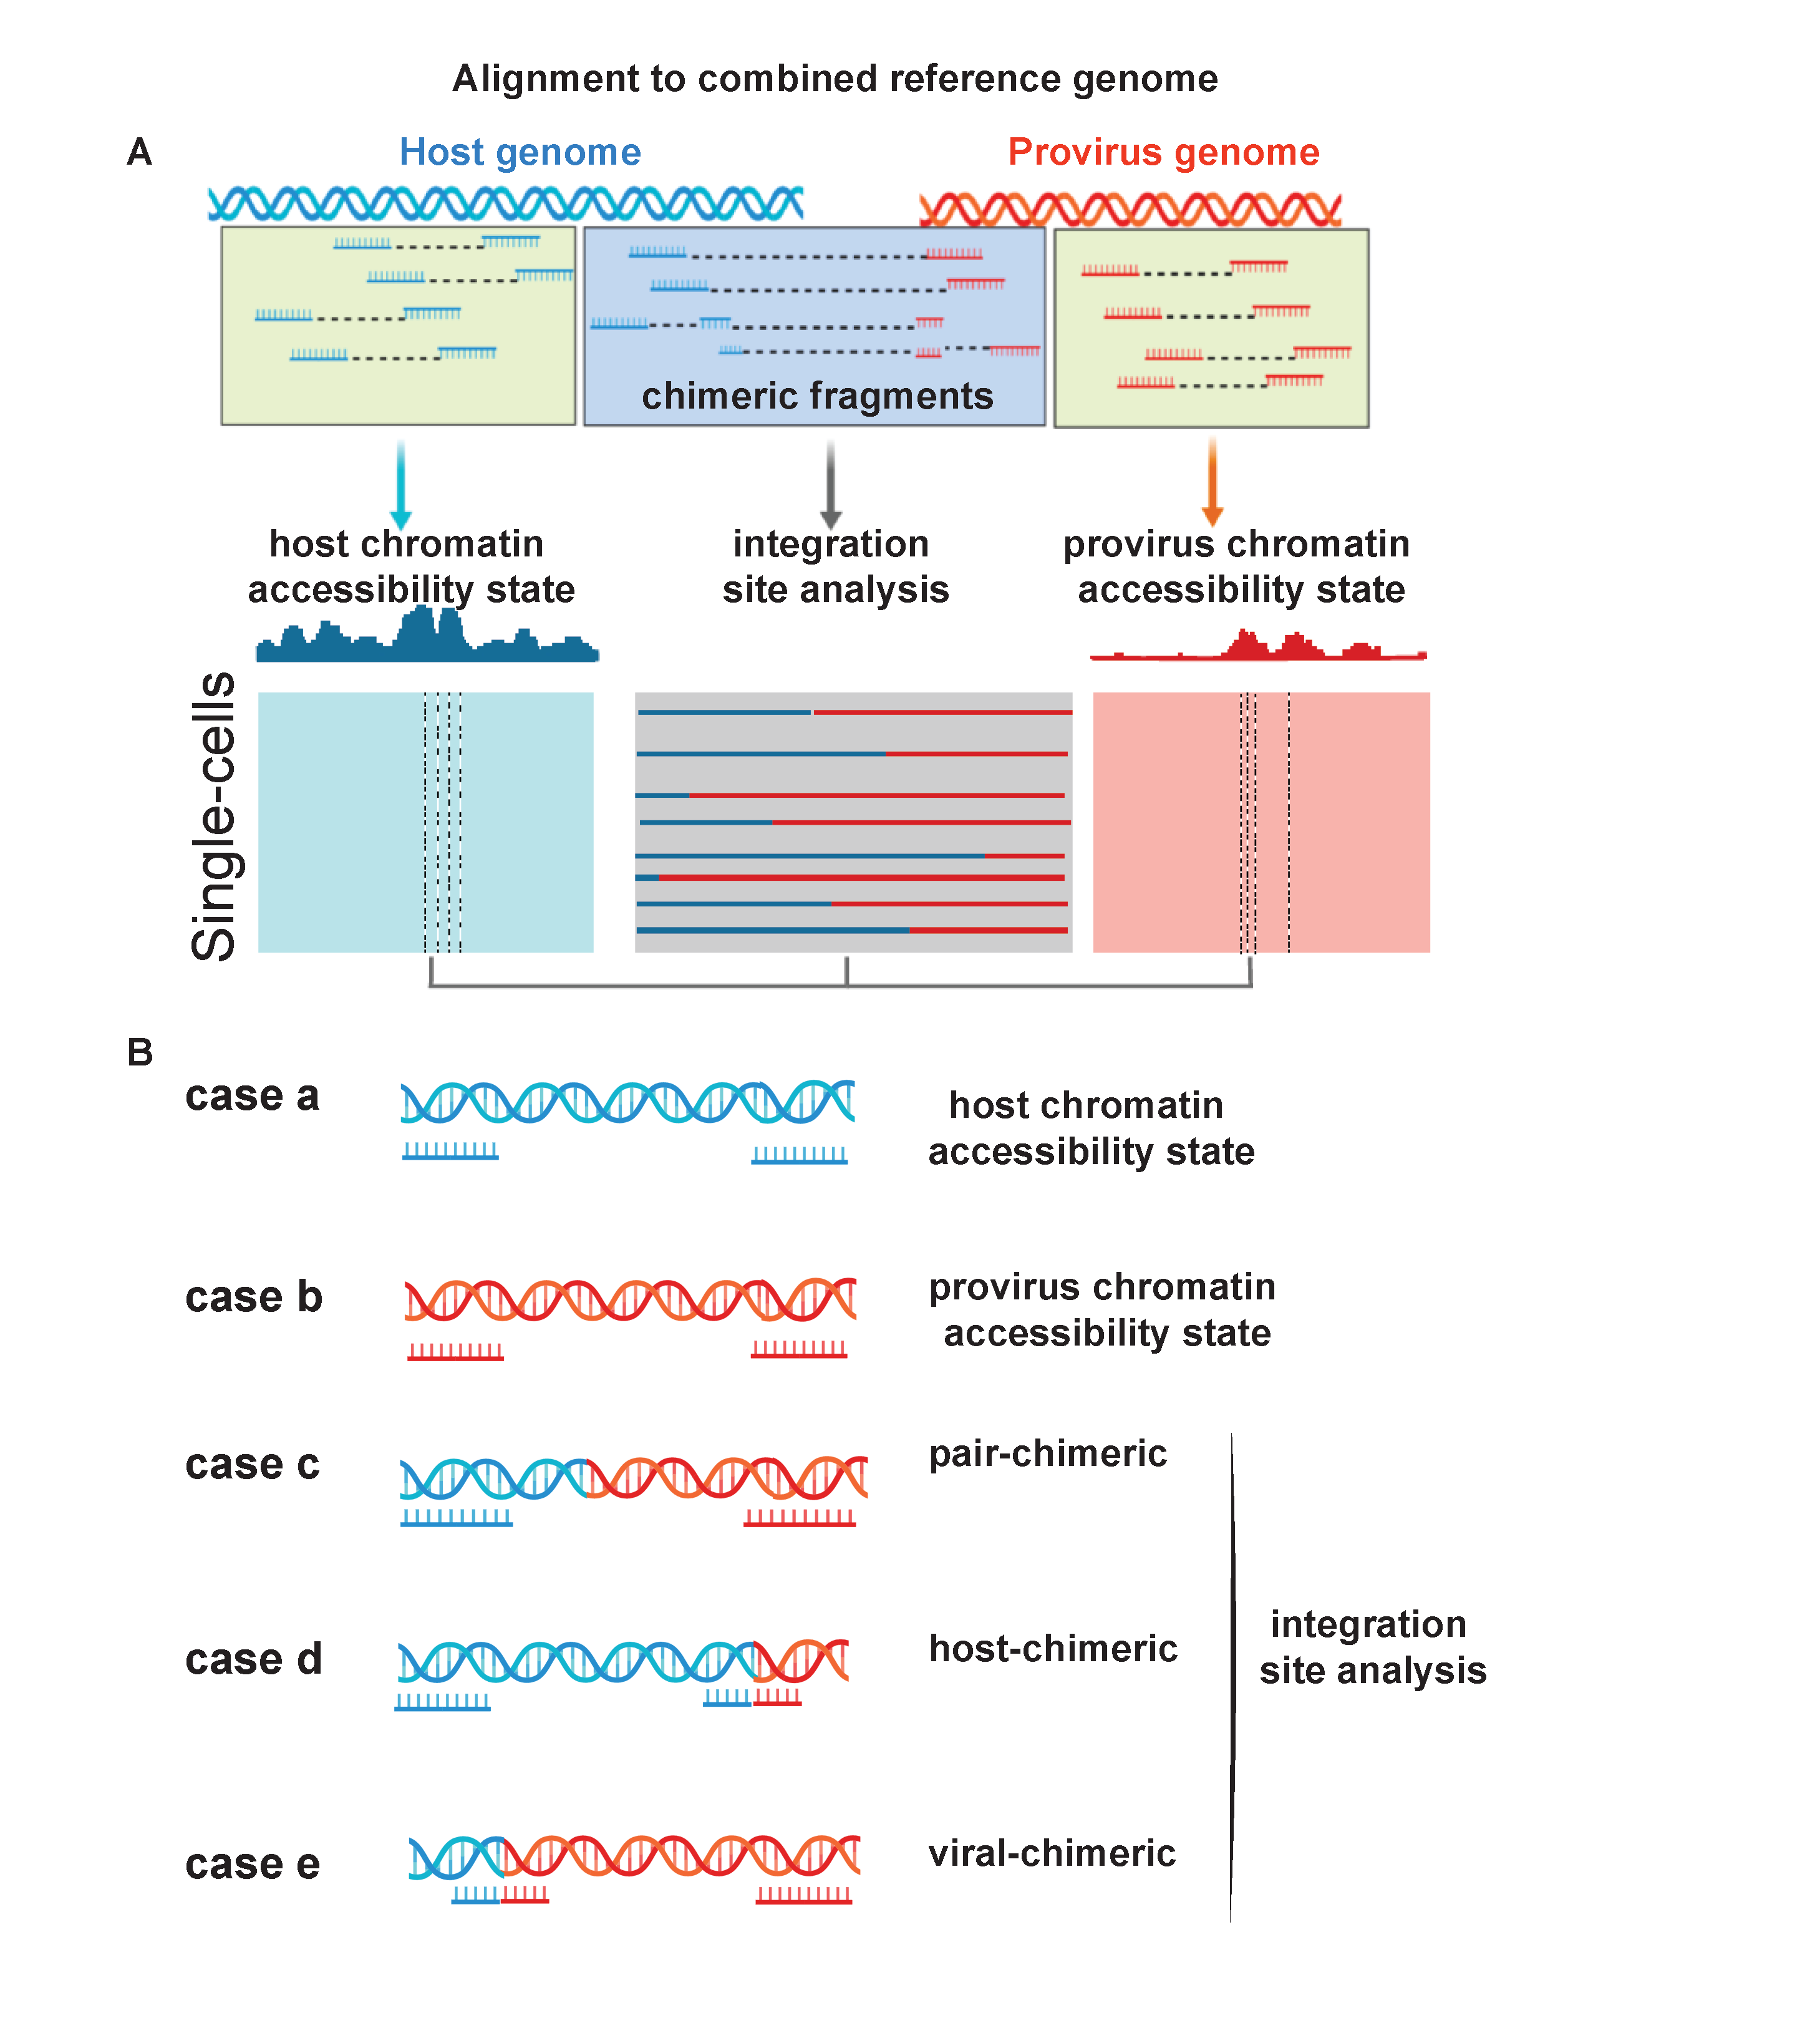 Alignment to combined reference genome
A
Host genome
Provirus genome
chimeric fragments
host chromatin
accessibility state
integration
site analysis
provirus chromatin
accessibility state
Single-cells
B
case a
host chromatin
accessibility state
case b
provirus chromatin
accessibility state
case c
pair-chimeric
case d
host-chimeric
integration
site analysis
case e
viral-chimeric